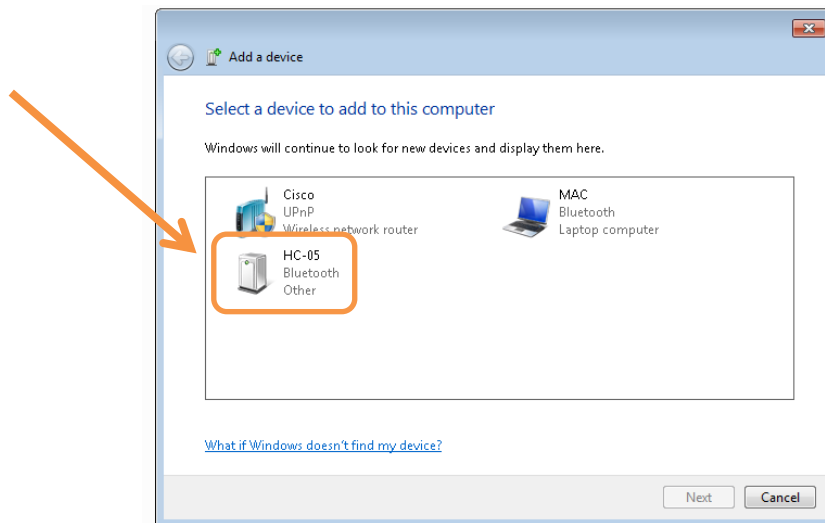 Add a device
Select a device to add to this computer
Windows will continue to look for new devices and display them here.
Cisco
UPnP
Wireless network router
MAC
Bluetooth
Laptop computer
HC-05
Bluetooth
Other
What if Windows doesn't find my device?
Next
Cancel